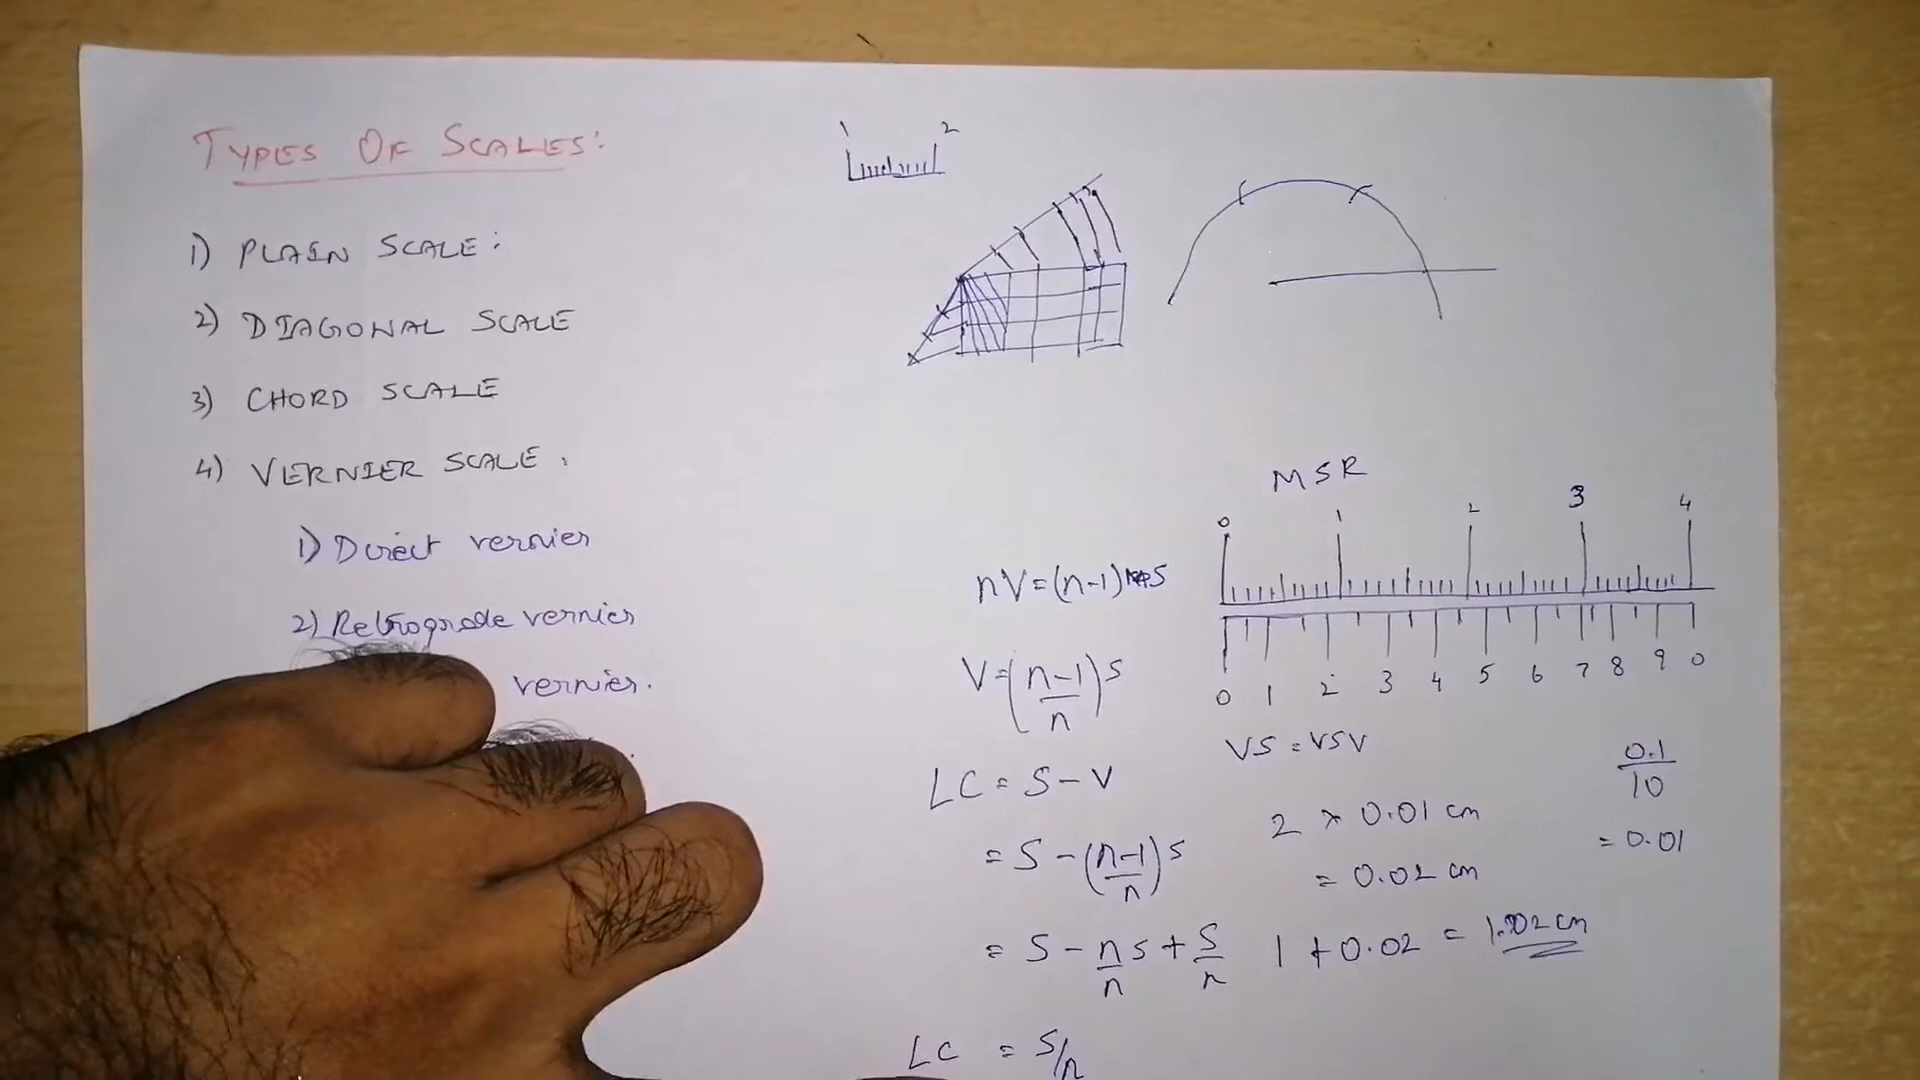 TYPES OF SCALES:
1) PLAIN SCALE:
2) DIAGONAL SCALE
3) CHORD SCALE
4) VERNIER SCALE:
1) Direct vernier
2) Retrograde vernier
vernier.
1 2
MSR
0 1 2 3 4
0 1 2 3 4 5 6 7 8 9 0
VS = VSV
nV = (n-1) S
V = (n-1/n) S
LC = S - V
= S - (n-1/n) S
= S - n/n S + S/n
LC = S/n
2 × 0.01 cm
= 0.02 cm
1 + 0.02 = 1.02 cm
0.1/10
= 0.01